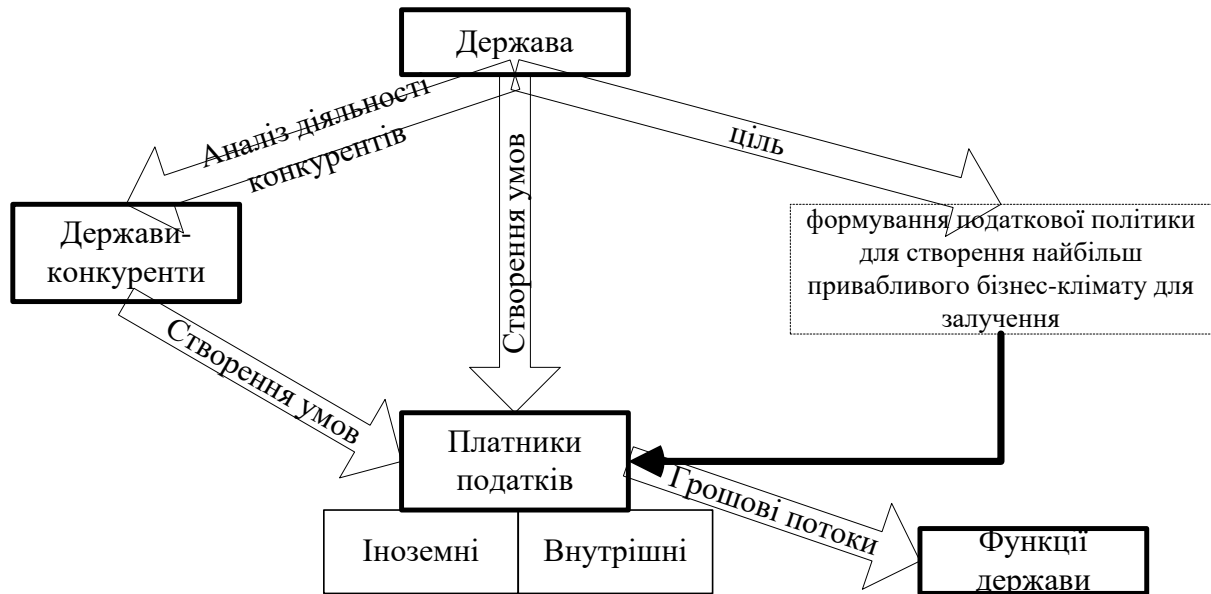 Держава
Аналіз діяльності
конкурентів
ціль
Створення умов
Держави-
конкуренти
формування податкової політики
для створення найбільш
привабливого бізнес-клімату для
залучення
Створення умов
Платники
податків
Грошові потоки
Іноземні
Внутрішні
Функції
держави